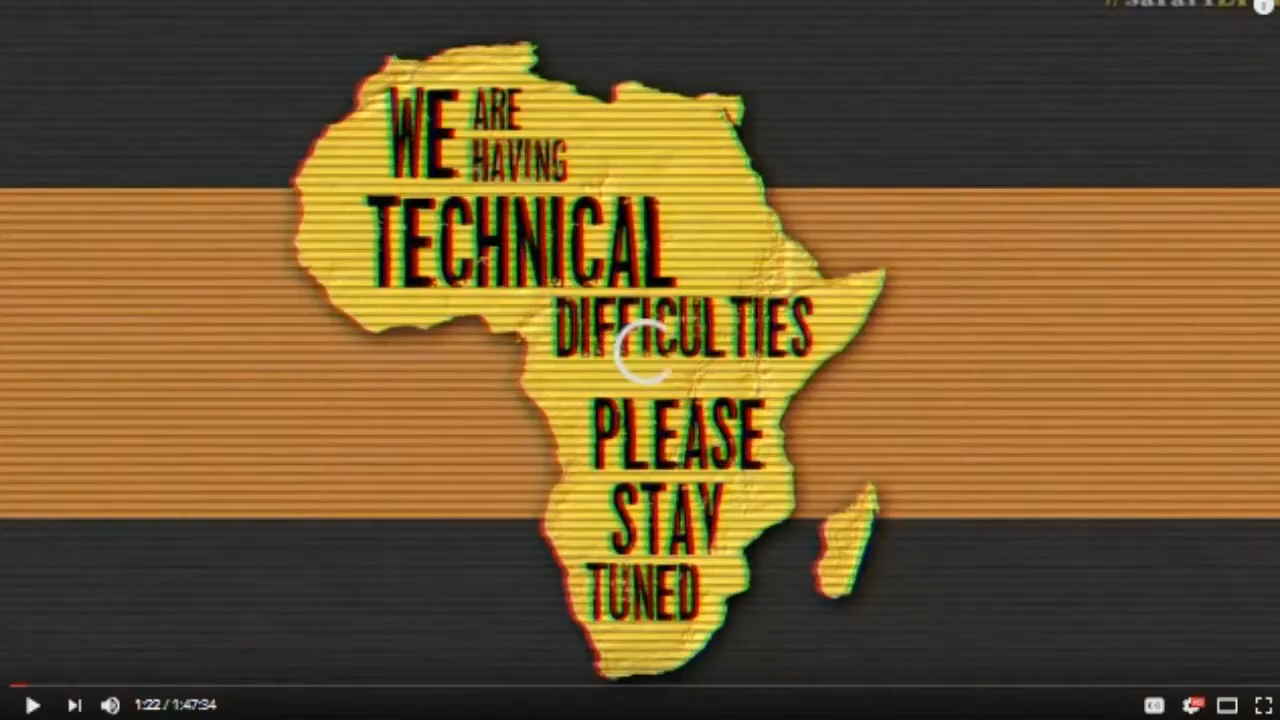 WE ARE
HAVING
TECHNICAL
DIFFICULTIES
PLEASE
STAY
TUNED
1:22 / 1:47:34